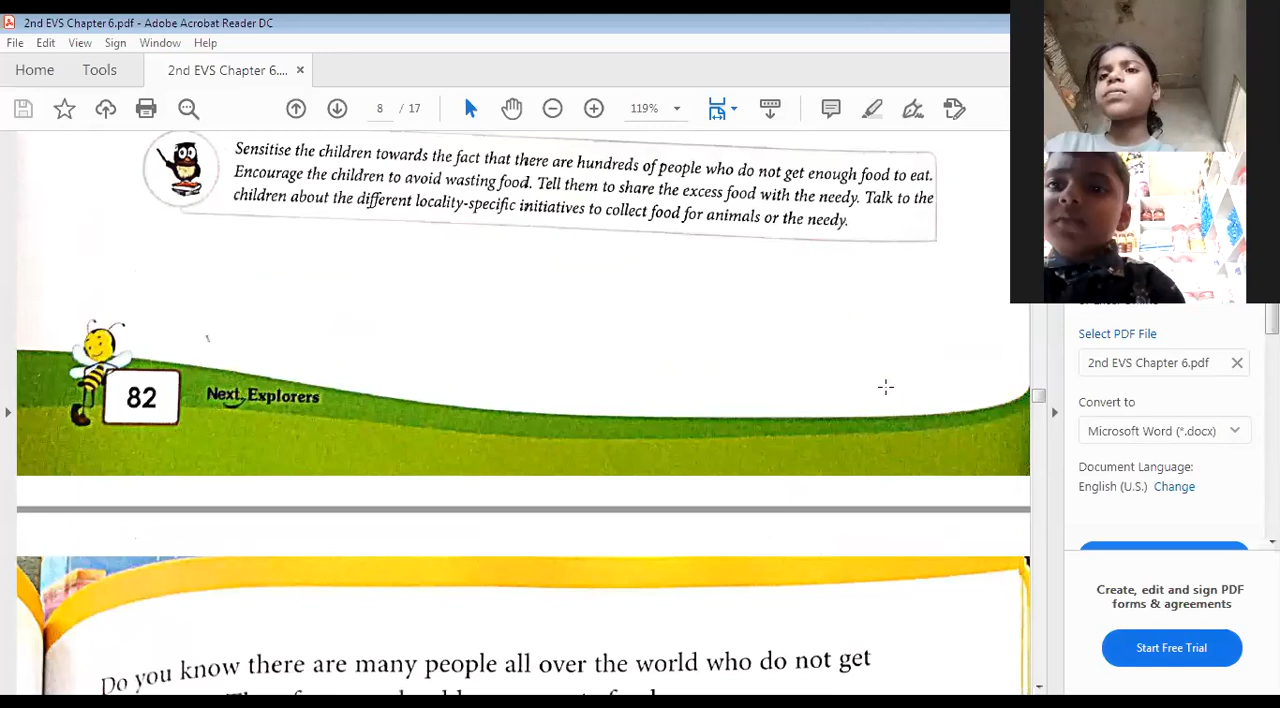 2nd EVS Chapter 6.pdf - Adobe Acrobat Reader DC
File Edit View Sign Window Help
Home Tools 2nd EVS Chapter 6.... ×
8 / 17 119%
Sensitise the children towards the fact that there are hundreds of people who do not get enough food to eat.
Encourage the children to avoid wasting food. Tell them to share the excess food with the needy. Talk to the
children about the different locality-specific initiatives to collect food for animals or the needy.
82 Next Explorers
Do you know there are many people all over the world who do not get
Select PDF File
2nd EVS Chapter 6.pdf
Convert to
Microsoft Word (*.docx)
Document Language:
English (U.S.) Change
Create, edit and sign PDF
forms & agreements
Start Free Trial